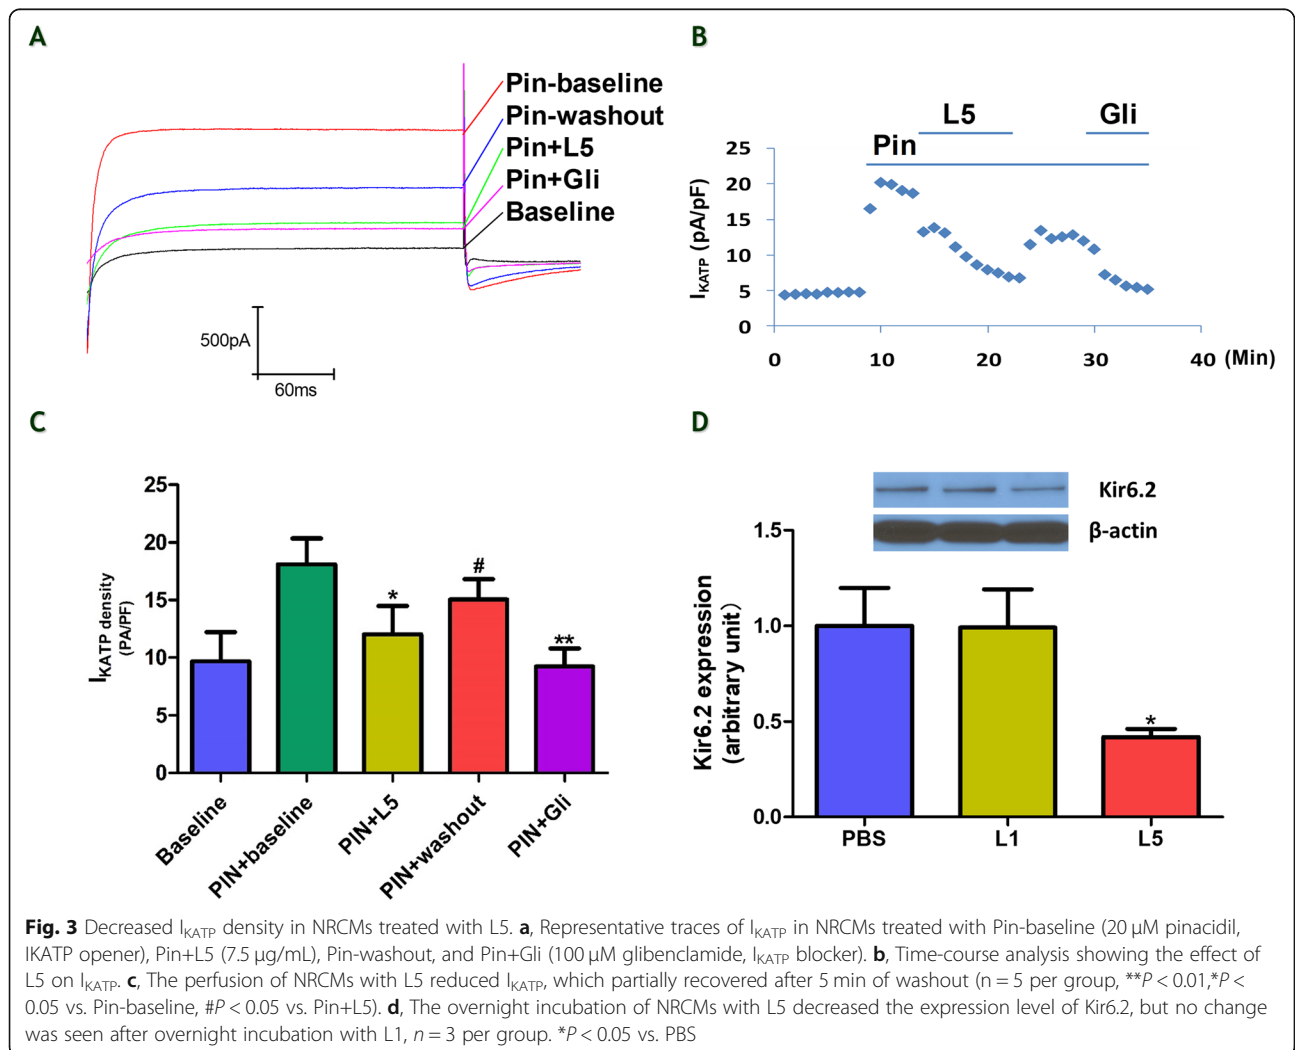 A
Pin-baseline
Pin-washout
Pin+L5
Pin+Gli
Baseline
500pA
60ms
B
L5
Gli
Pin
I_KATP (pA/pF)
25
20
15
10
5
0
0 10 20 30 40 (Min)
C
I_KATP density
(PA/PF)
25
20
15
10
5
0
*
#
**
Baseline
PIN+baseline
PIN+L5
PIN+washout
PIN+Gli
D
Kir6.2
β-actin
Kir6.2 expression
(arbitrary unit)
1.5
1.0
0.5
0.0
*
PBS L1 L5
Fig. 3 Decreased I_KATP density in NRCMs treated with L5. a, Representative traces of I_KATP in NRCMs treated with Pin-baseline (20 μM pinacidil,
IKATP opener), Pin+L5 (7.5 μg/mL), Pin-washout, and Pin+Gli (100 μM glibenclamide, I_KATP blocker). b, Time-course analysis showing the effect of
L5 on I_KATP. c, The perfusion of NRCMs with L5 reduced I_KATP, which partially recovered after 5 min of washout (n = 5 per group, **P < 0.01,*P <
0.05 vs. Pin-baseline, #P < 0.05 vs. Pin+L5). d, The overnight incubation of NRCMs with L5 decreased the expression level of Kir6.2, but no change
was seen after overnight incubation with L1, n = 3 per group. *P < 0.05 vs. PBS